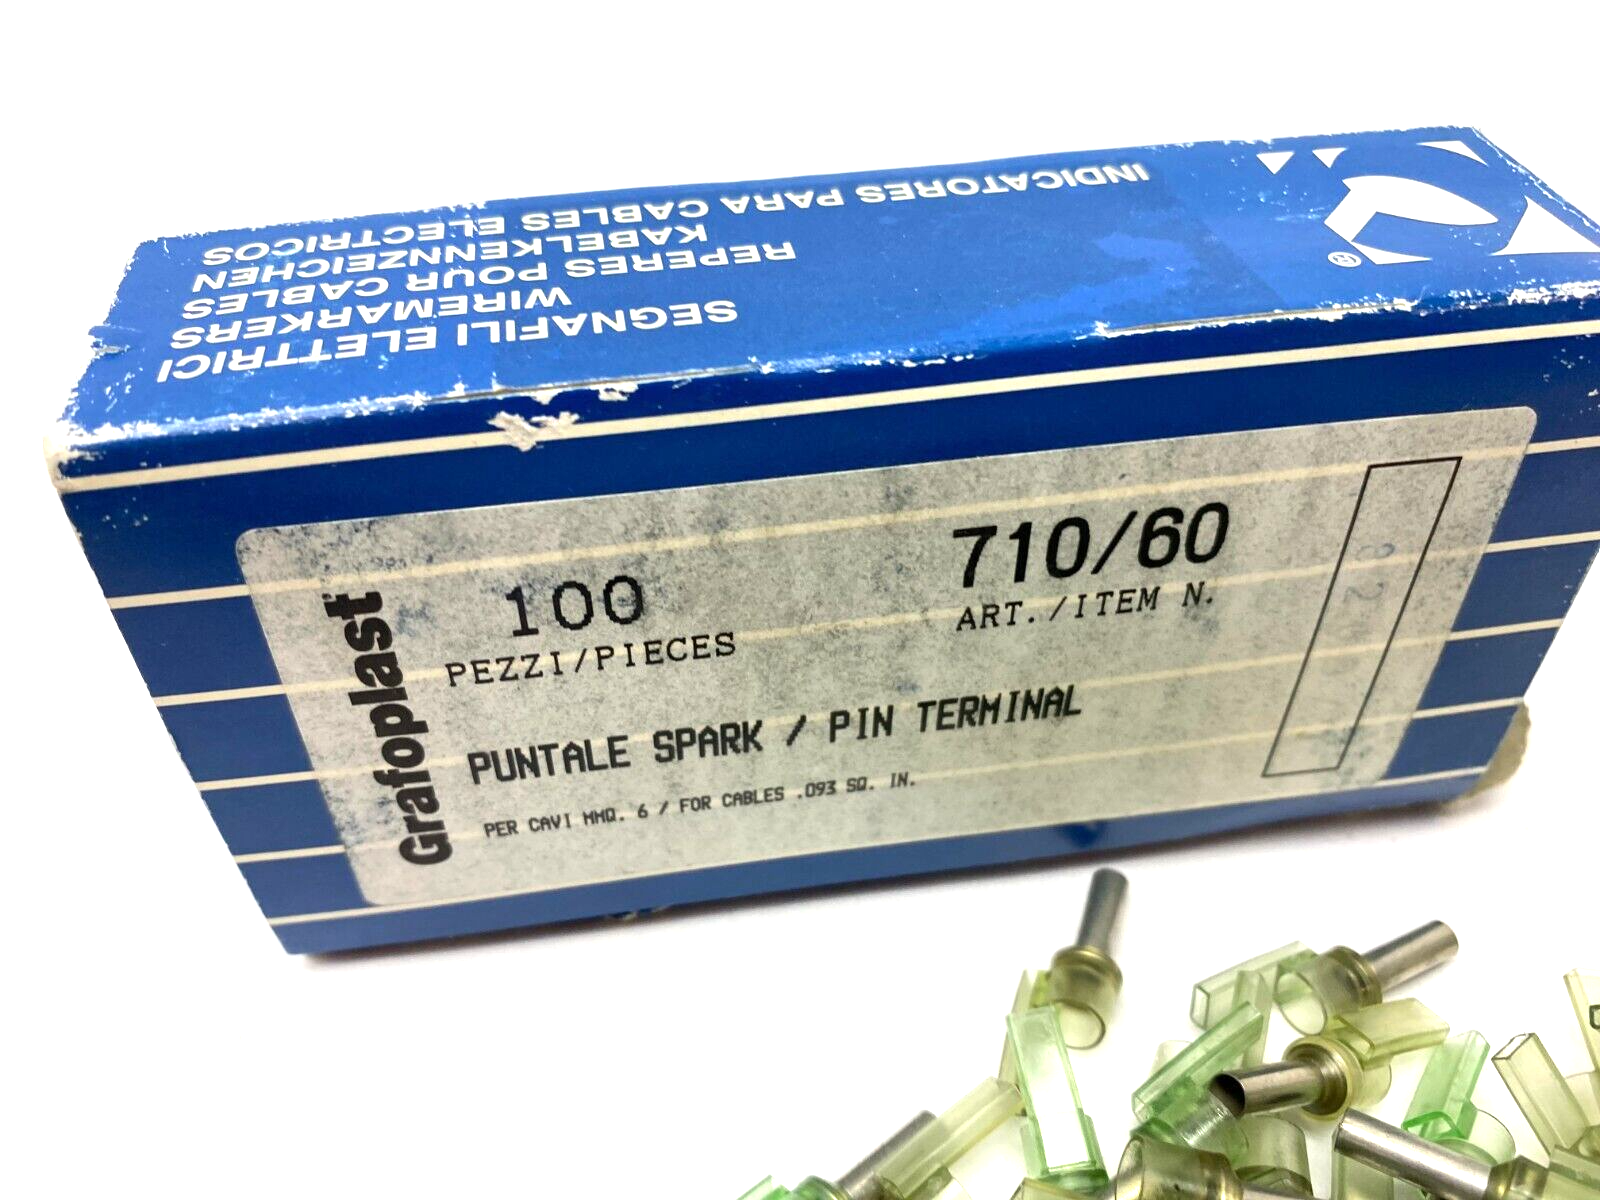 SEGNAFILI ELETTRICI
WIREMARKERS
REPERES POUR CABLES
KABELKENNZEICHEN
INDICATORES PARA CABLES ELECTRICOS
®
Grafoplast
100
PEZZI/PIECES
710/60
ART./ITEM N.
PUNTALE SPARK / PIN TERMINAL
PER CAVI MMQ. 6 / FOR CABLES .093 SQ. IN.